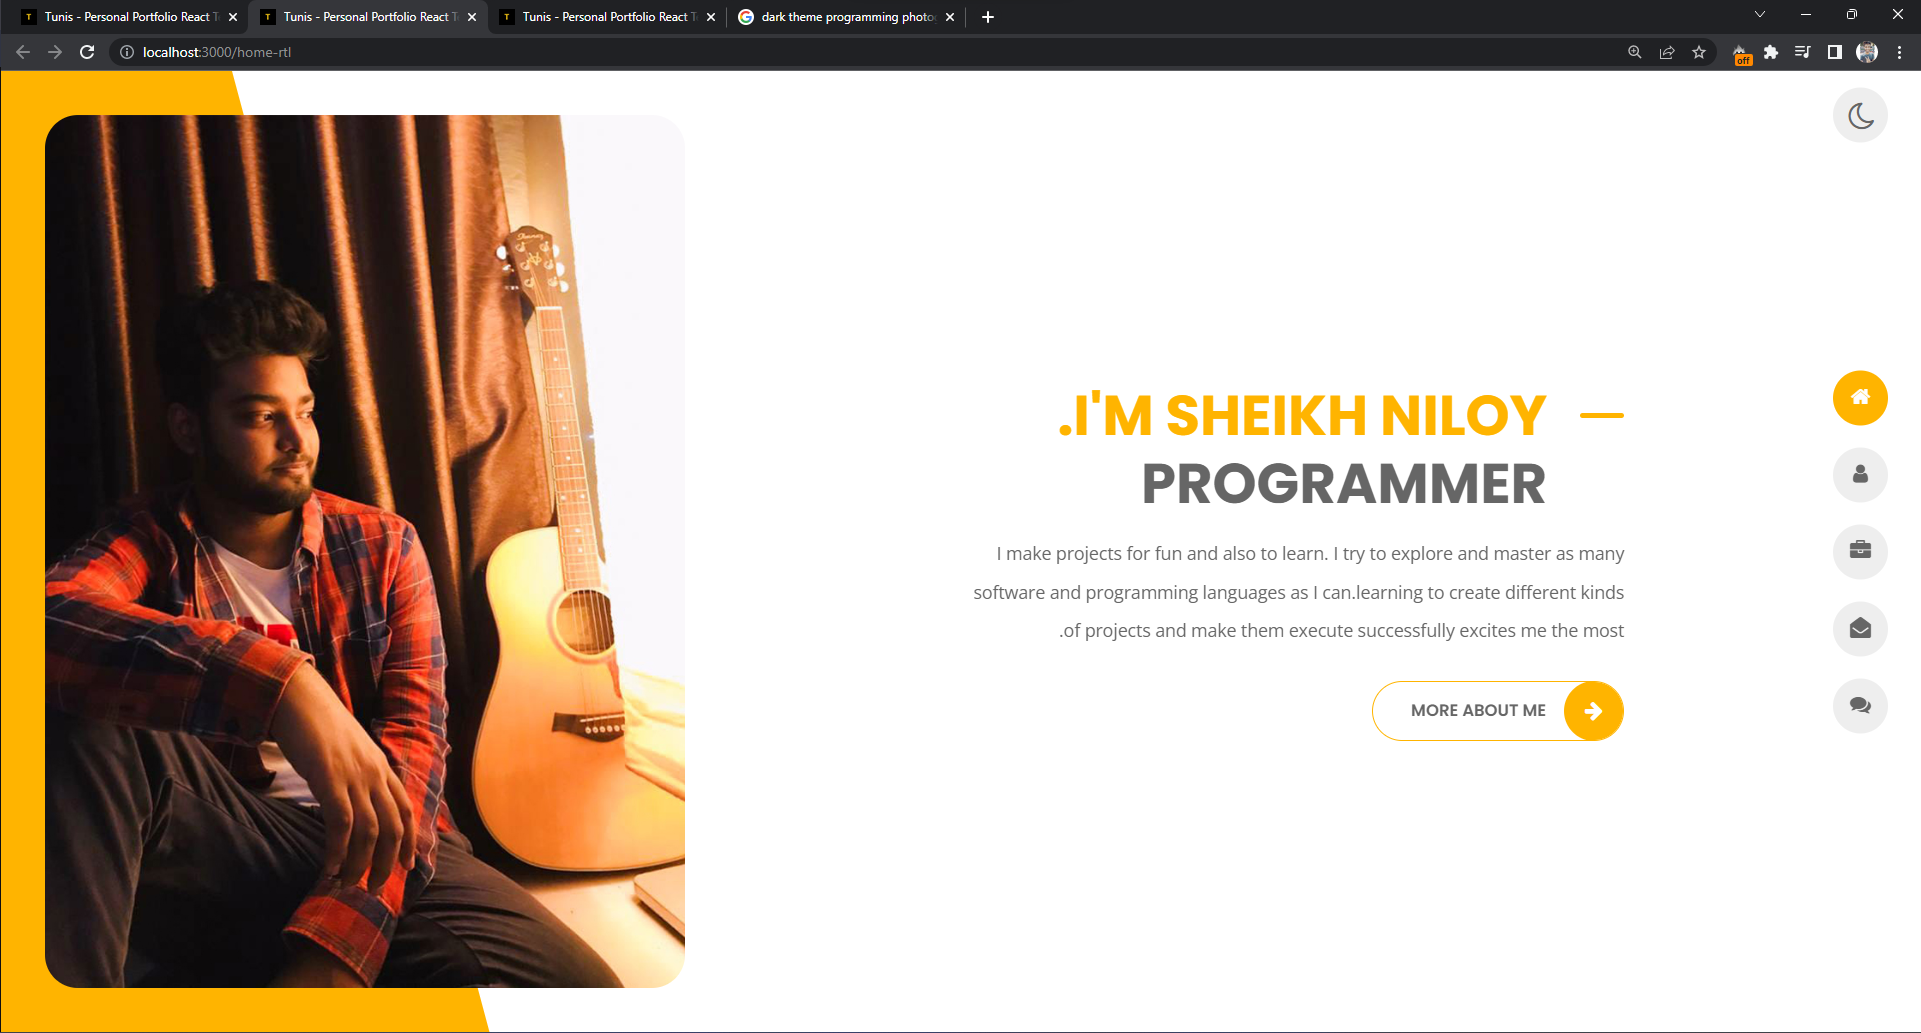 Tunis - Personal Portfolio React T
Tunis - Personal Portfolio React T
Tunis - Personal Portfolio React T
dark theme programming photo
localhost:3000/home-rtl
off
.I'M SHEIKH NILOY
PROGRAMMER
I make projects for fun and also to learn. I try to explore and master as many
software and programming languages as I can.learning to create different kinds
.of projects and make them execute successfully excites me the most
MORE ABOUT ME